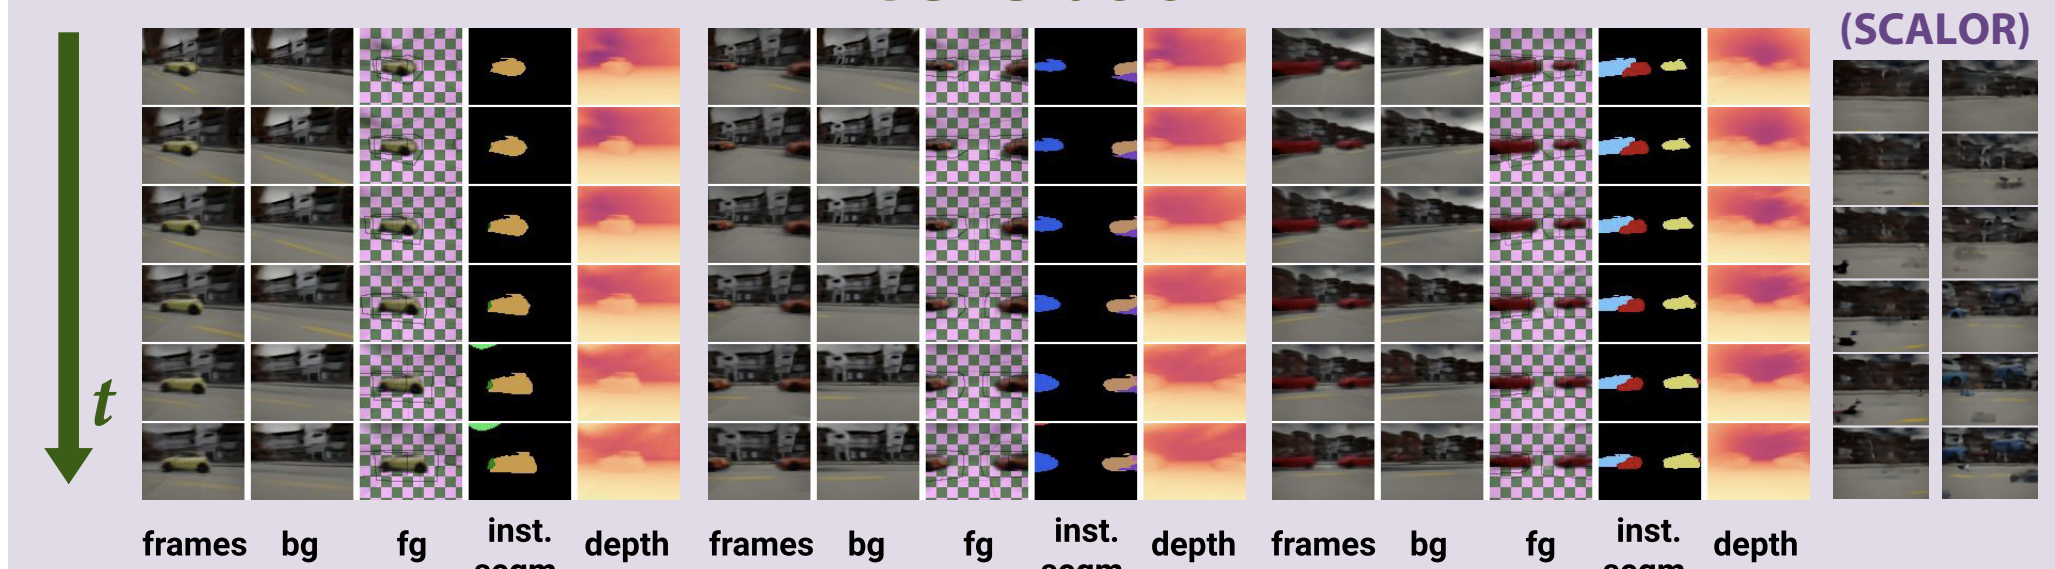 (SCALOR)
t
frames bg fg inst. depth frames bg fg inst. depth frames bg fg inst. depth